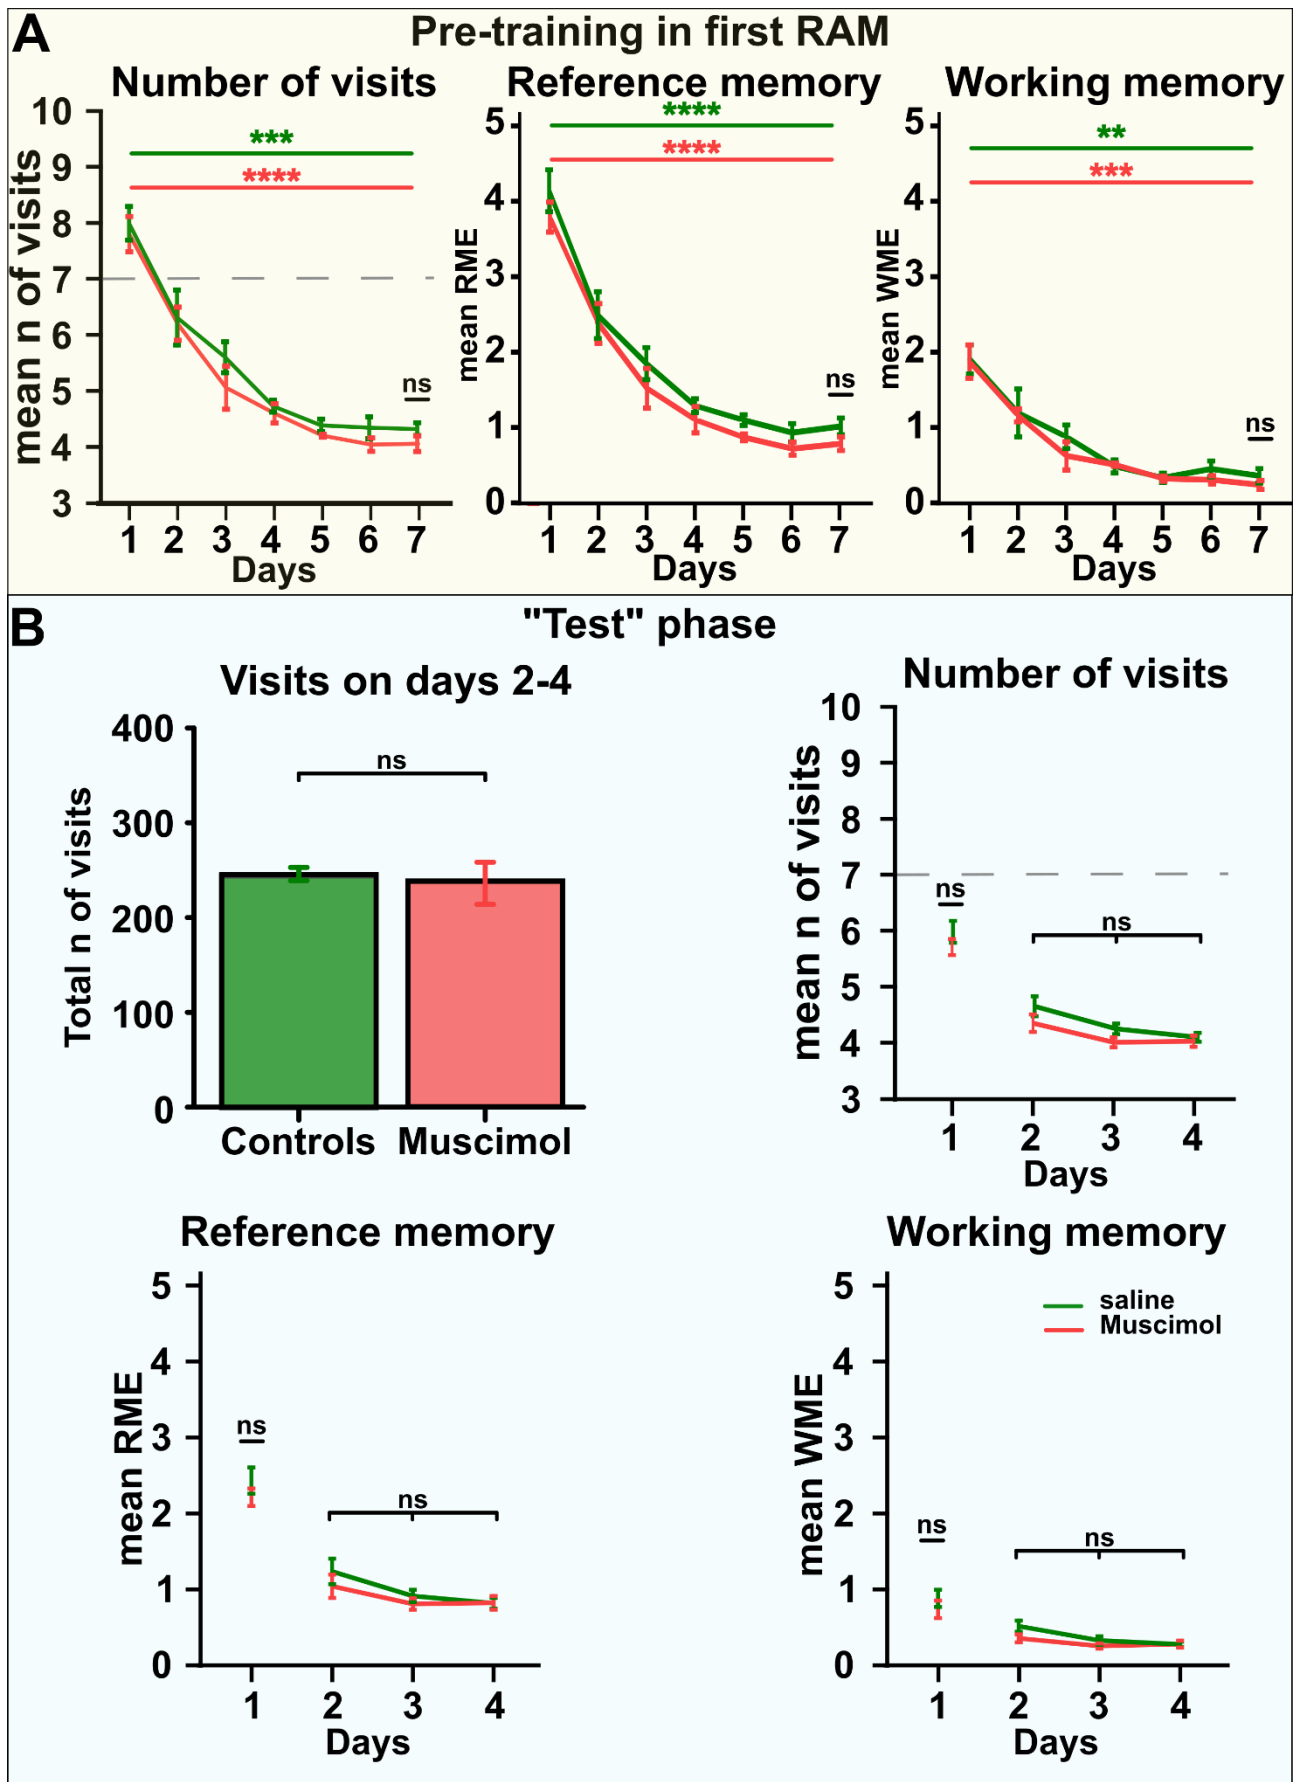 A
Pre-training in first RAM
Number of visits
Reference memory
Working memory
mean n of visits
10
9
8
7
6
5
4
3
***
****
ns
1 2 3 4 5 6 7
Days
mean RME
5
4
3
2
1
0
****
****
ns
1 2 3 4 5 6 7
Days
mean WME
5
4
3
2
1
0
**
***
ns
1 2 3 4 5 6 7
Days
B
"Test" phase
Visits on days 2-4
Total n of visits
400
300
200
100
0
ns
Controls Muscimol
Number of visits
mean n of visits
10
9
8
7
6
5
4
3
ns
ns
1 2 3 4
Days
Reference memory
mean RME
5
4
3
2
1
0
ns
ns
1 2 3 4
Days
Working memory
mean WME
5
4
3
2
1
0
saline
Muscimol
ns
ns
1 2 3 4
Days